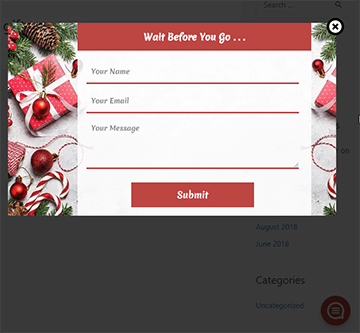 Search ...
Wait Before You Go . . .
Your Name
Your Email
Your Message
Submit
August 2018
June 2018
Categories
Uncategorized